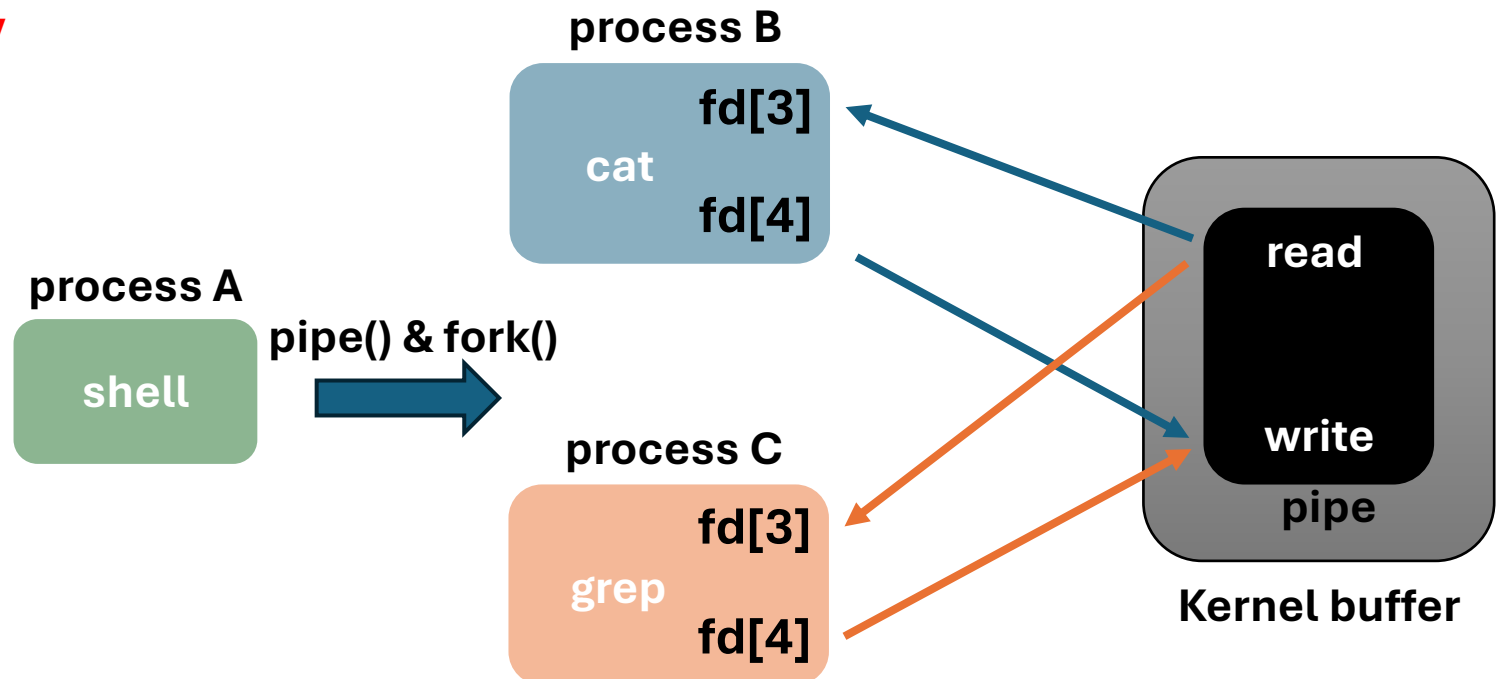 process B
fd[3]
cat
fd[4]
process A
pipe() & fork()
shell
read
write
pipe
Kernel buffer
process C
fd[3]
grep
fd[4]